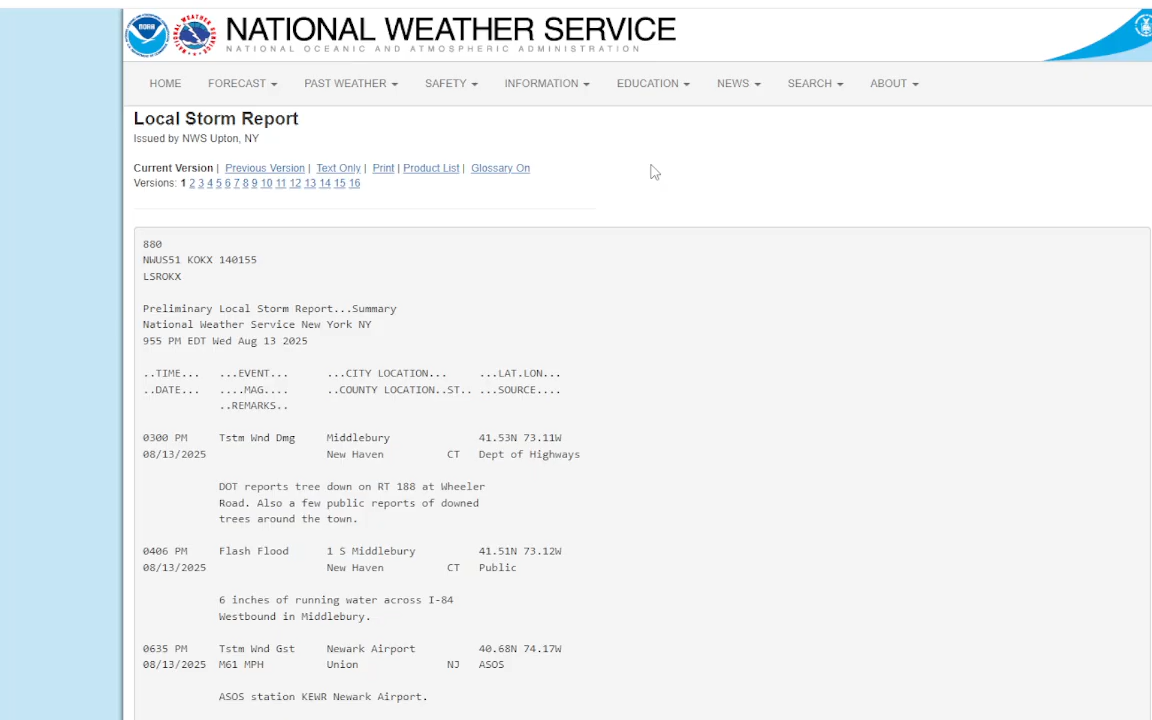 NATIONAL WEATHER SERVICE
NATIONAL OCEANIC AND ATMOSPHERIC ADMINISTRATION
HOME FORECAST PAST WEATHER SAFETY INFORMATION EDUCATION NEWS SEARCH ABOUT
Local Storm Report
Issued by NWS Upton, NY
Current Version | Previous Version | Text Only | Print | Product List | Glossary On
Versions: 1 2 3 4 5 6 7 8 9 10 11 12 13 14 15 16
880
NWUS51 KOKX 140155
LSROKX
Preliminary Local Storm Report...Summary
National Weather Service New York NY
955 PM EDT Wed Aug 13 2025
..TIME... ...EVENT... ...CITY LOCATION... ...LAT.LON...
..DATE... ....MAG.... ..COUNTY LOCATION..ST.. ...SOURCE....
..REMARKS..
0300 PM Tstm Wnd Dmg Middlebury 41.53N 73.11W
08/13/2025 New Haven CT Dept of Highways
DOT reports tree down on RT 188 at Wheeler
Road. Also a few public reports of downed
trees around the town.
0406 PM Flash Flood 1 S Middlebury 41.51N 73.12W
08/13/2025 New Haven CT Public
6 inches of running water across I-84
Westbound in Middlebury.
0635 PM Tstm Wnd Gst Newark Airport 40.68N 74.17W
08/13/2025 M61 MPH Union NJ ASOS
ASOS station KEWR Newark Airport.